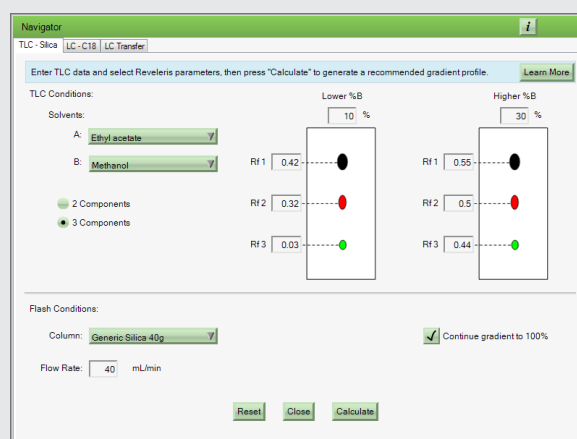 Navigator
i
TLC - Silica LC - C18 LC Transfer
Enter TLC data and select Reveleris parameters, then press "Calculate" to generate a recommended gradient profile. Learn More
TLC Conditions: Lower %B Higher %B
Solvents: 10 % 30 %
A: Ethyl acetate
B: Methanol Rf 1 0.42 Rf 1 0.55
2 Components Rf 2 0.32 Rf 2 0.5
3 Components
Rf 3 0.03 Rf 3 0.44
Flash Conditions:
Column: Generic Silica 40g Continue gradient to 100%
Flow Rate: 40 mL/min
Reset Close Calculate